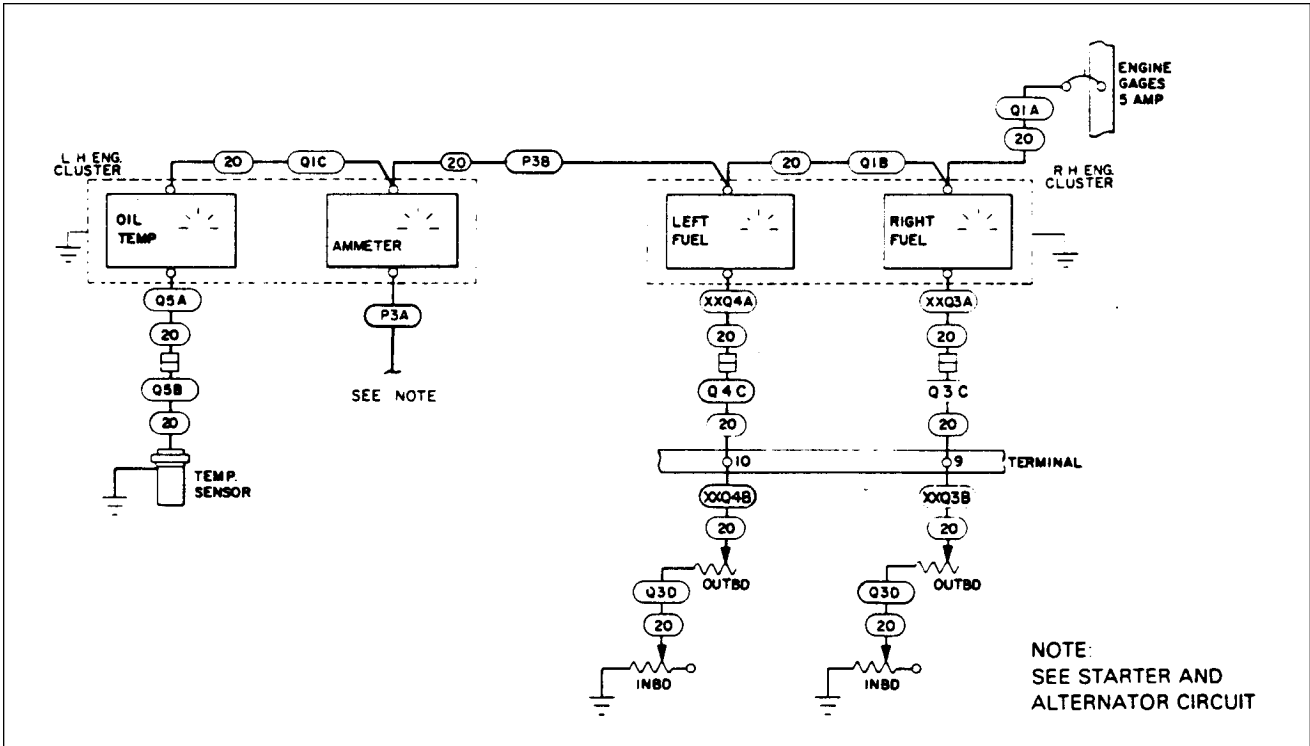 ENGINE
GAGES
5 AMP
Q1A
20
L H ENG.
CLUSTER
20
Q1C
20
P3B
20
Q1B
R H ENG.
CLUSTER
OIL
TEMP
AMMETER
LEFT
FUEL
RIGHT
FUEL
Q5A
P3A
XXQ4A
XXQ3A
20
20
20
SEE NOTE
Q5B
Q4C
Q3C
20
20
20
TEMP.
SENSOR
10
9
TERMINAL
XXQ4B
XXQ3B
20
20
OUTBD
OUTBD
Q3D
Q3D
20
20
INBD
INBD
NOTE:
SEE STARTER AND
ALTERNATOR CIRCUIT